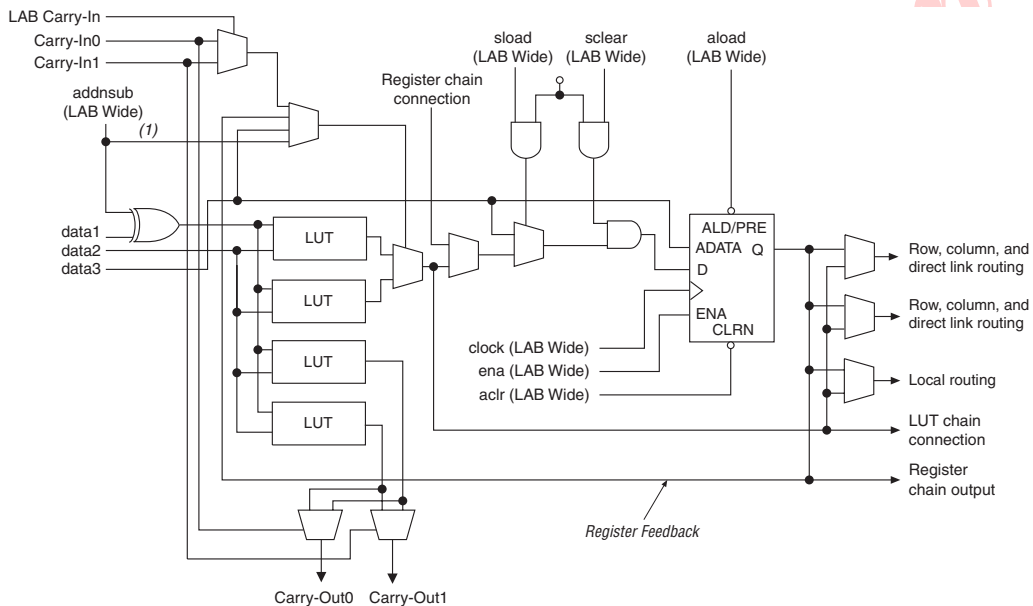 LAB Carry-In
Carry-In0
Carry-In1
addnsub
(LAB Wide)
(1)
Register chain
connection
sload
(LAB Wide)
sclear
(LAB Wide)
aload
(LAB Wide)
data1
data2
data3
LUT
LUT
LUT
LUT
ALD/PRE
ADATA
Q
D
ENA
CLRN
clock (LAB Wide)
ena (LAB Wide)
aclr (LAB Wide)
Row, column, and
direct link routing
Row, column, and
direct link routing
Local routing
LUT chain
connection
Register
chain output
Register Feedback
Carry-Out0
Carry-Out1